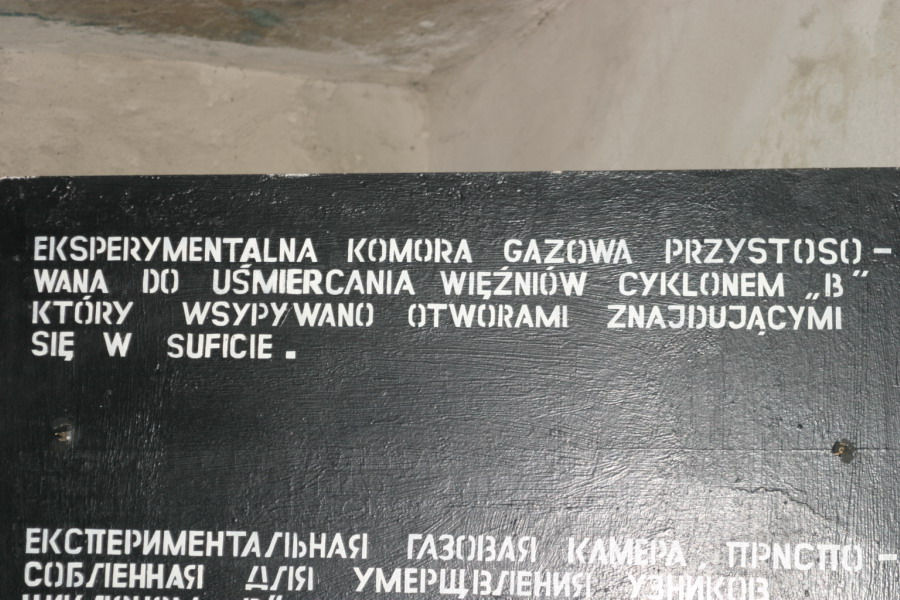 EKSPERYMENTALNA KOMORA GAZOWA PRZYSTOSO-
WANA DO UŚMIERCANIA WIĘŹNIÓW CYKLONEM „B”
KTÓRY WSYPYWANO OTWORAMI ZNAJDUJĄCYMI
SIĘ W SUFICIE.
ЕКСПЕРИМЕНТАЛЬНАЯ ГАЗОВАЯ КАМЕРА, ПРИСПО-
СОБЛЕННАЯ ДЛЯ УМЕРЩВЛЕНИЯ УЗНИКОВ